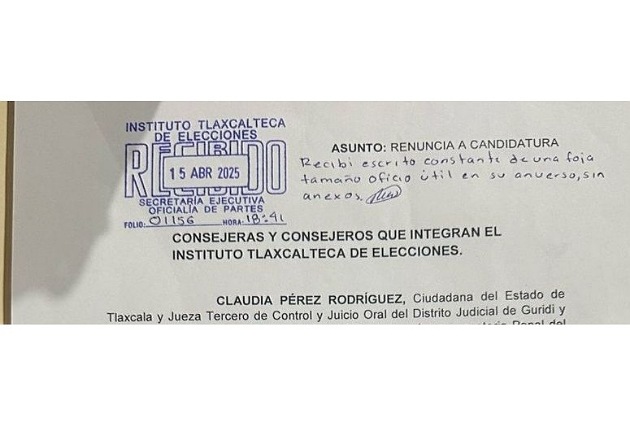 INSTITUTO TLAXCALTECA
DE ELECCIONES
RECIBIDO
15 ABR 2025
SECRETARÍA EJECUTIVA
OFICIALIA DE PARTES
FOLIO: 01156 HORA: 18:41
ASUNTO: RENUNCIA A CANDIDATURA
Recibi escrito constante de una foja
tamaño oficio útil en su anverso, sin
anexos.
CONSEJERAS Y CONSEJEROS QUE INTEGRAN EL
INSTITUTO TLAXCALTECA DE ELECCIONES.
CLAUDIA PÉREZ RODRÍGUEZ, Ciudadana del Estado de
Tlaxcala y Jueza Tercero de Control y Juicio Oral del Distrito Judicial de Guridi y